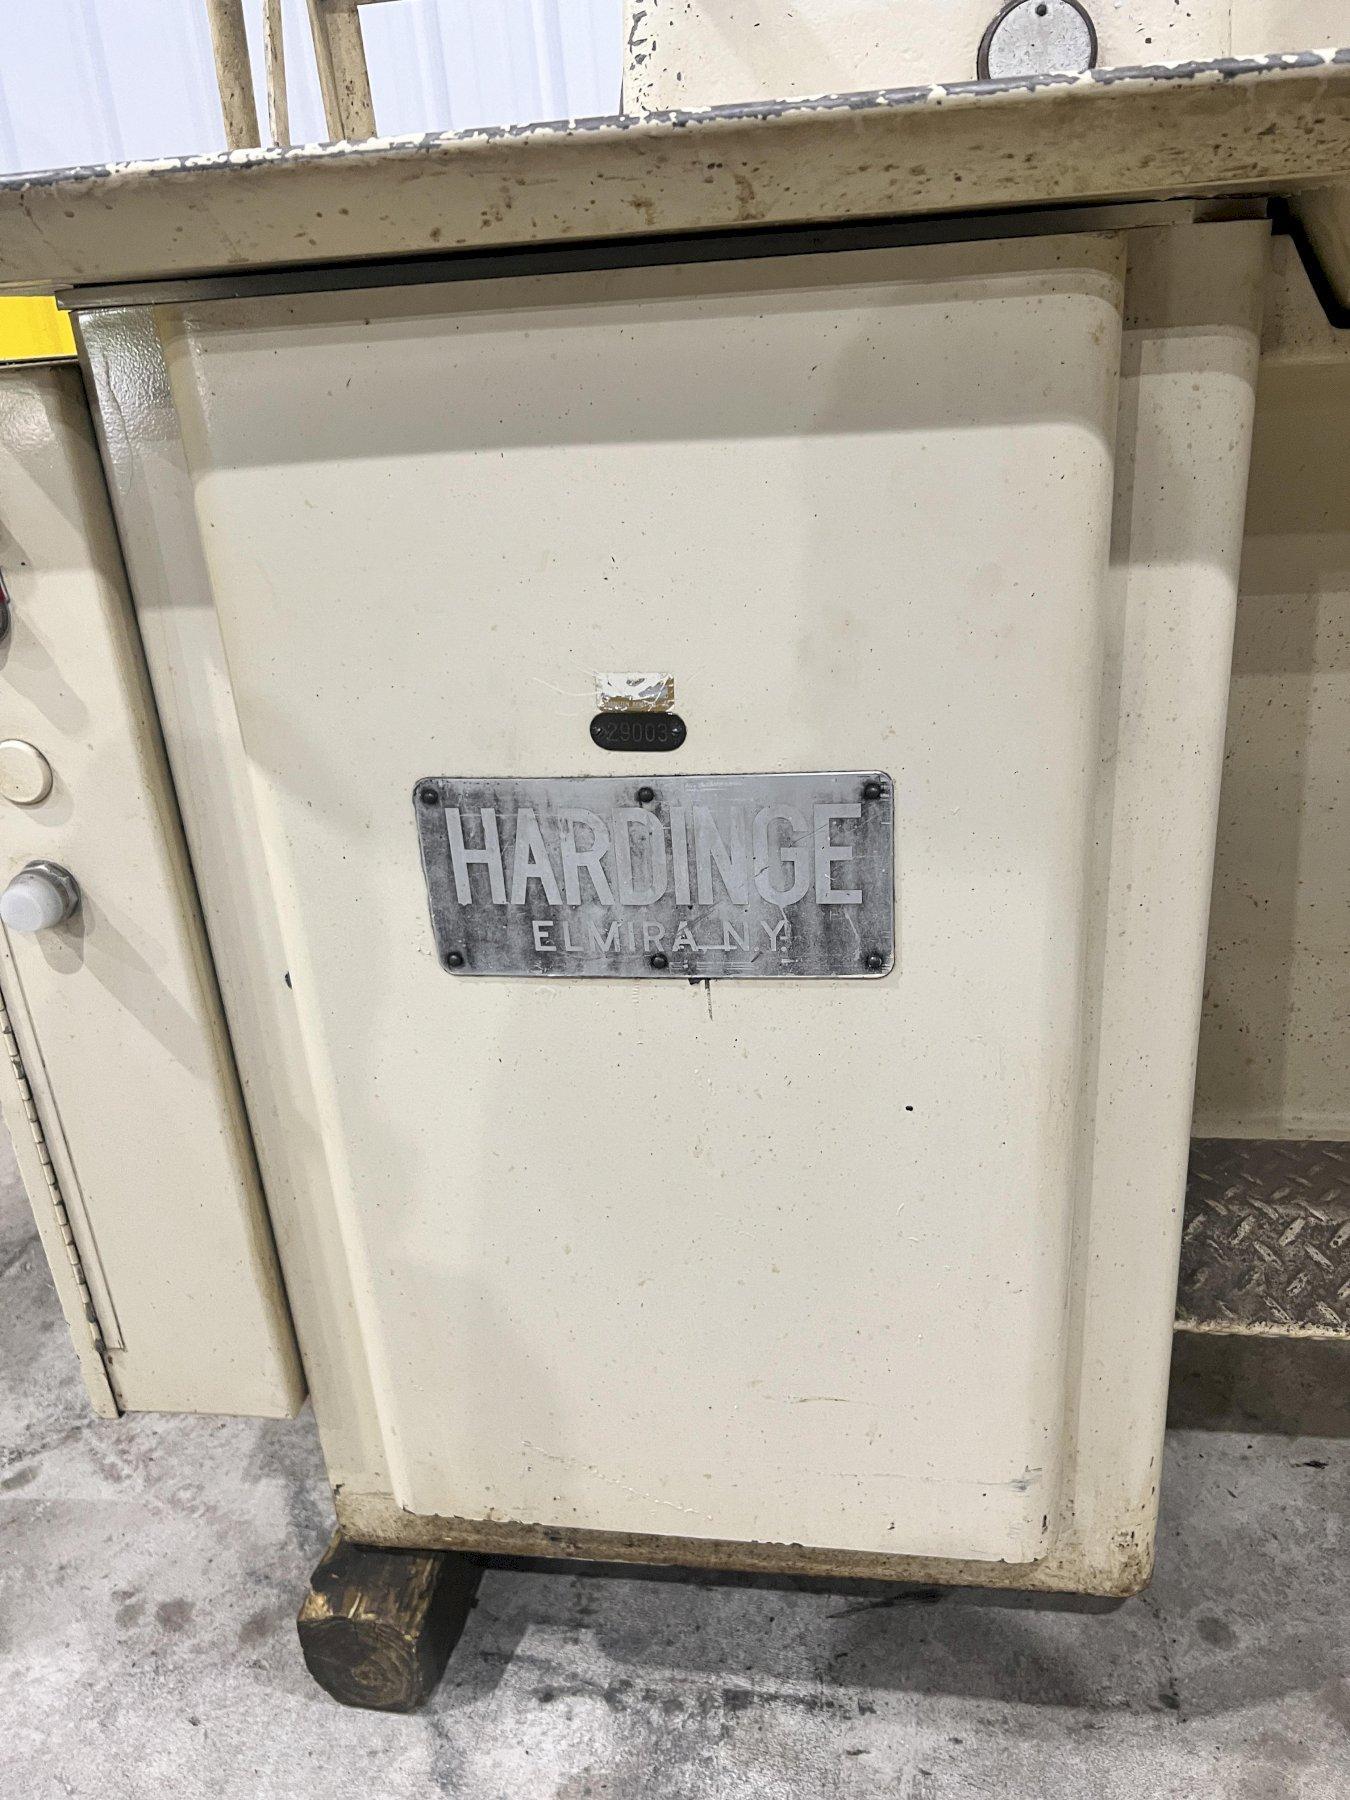 29003
HARDINGE
ELMIRA, N.Y.